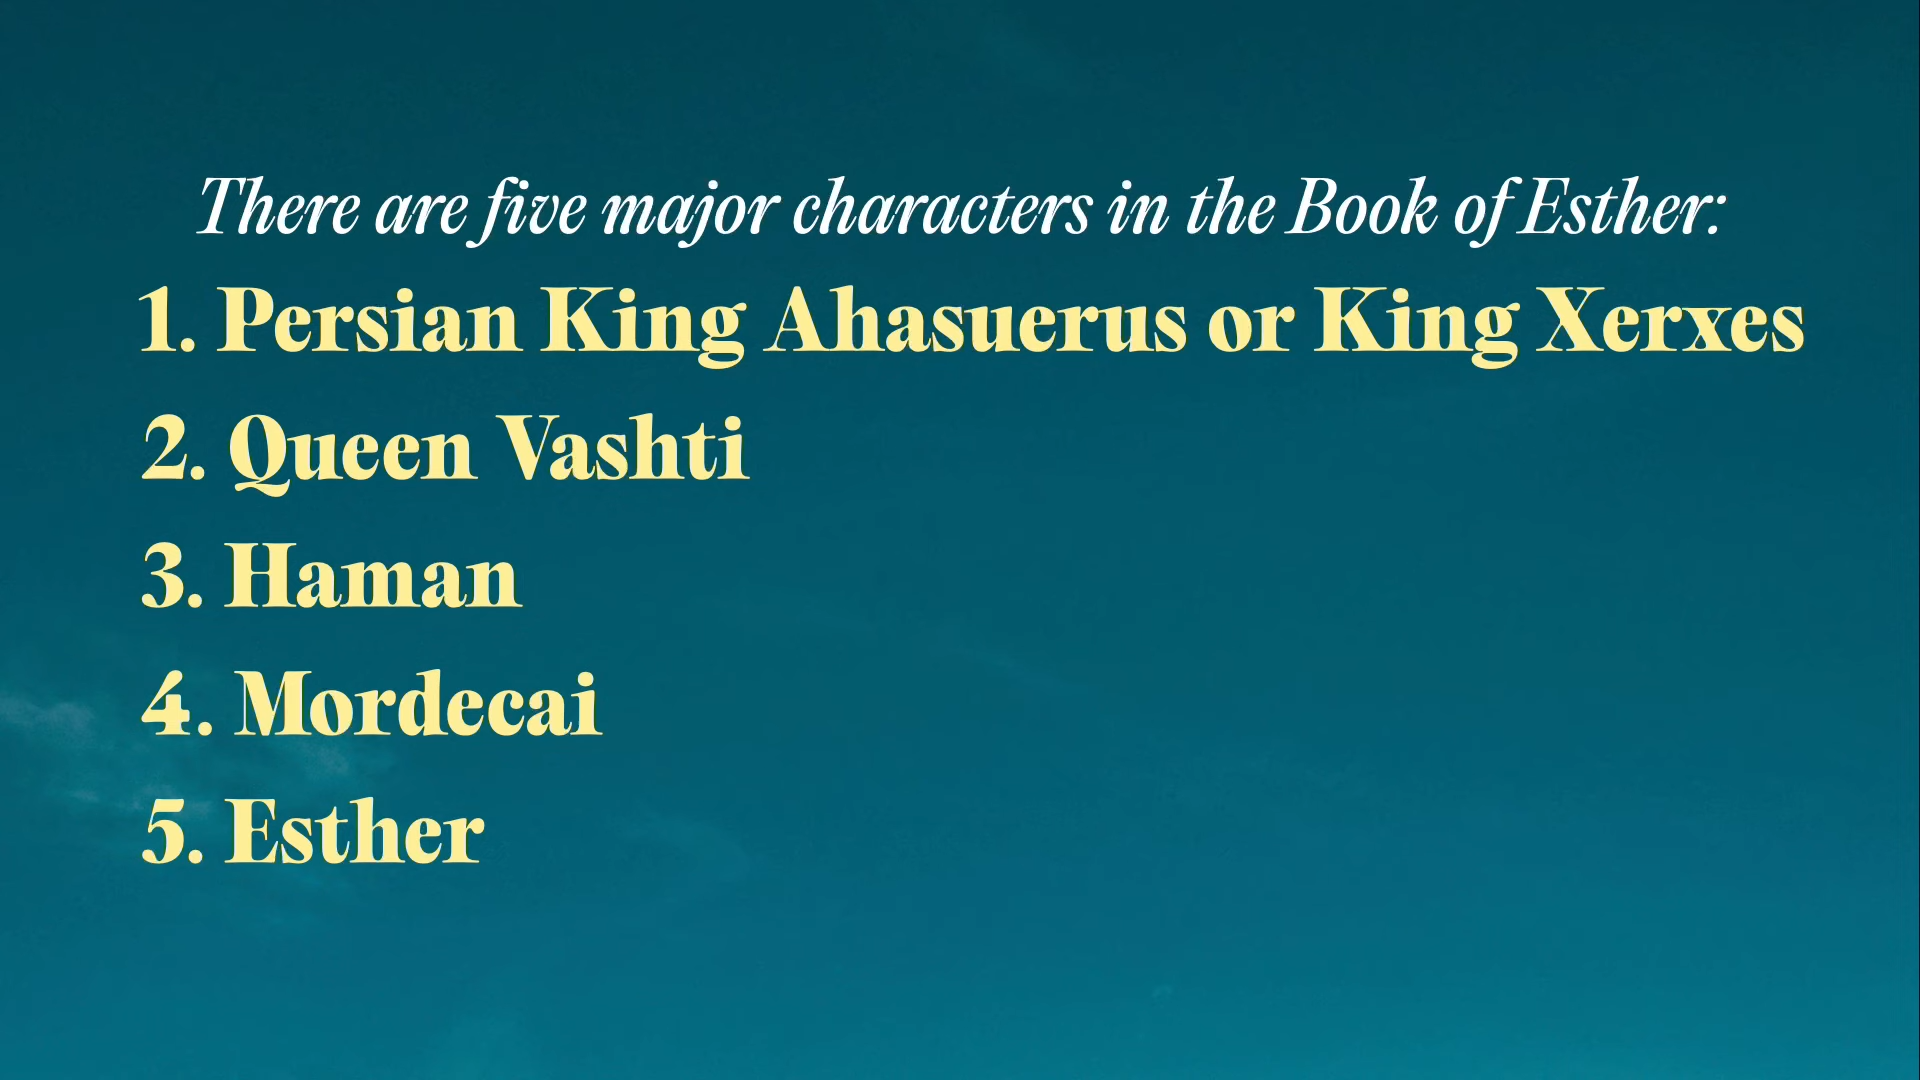 There are five major characters in the Book of Esther:
1. Persian King Ahasuerus or King Xerxes
2. Queen Vashti
3. Haman
4. Mordecai
5. Esther